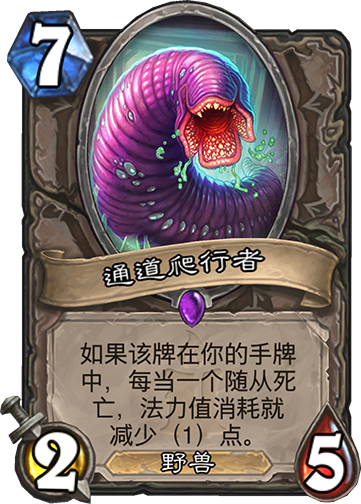 7
通道爬行者
如果该牌在你的手牌
中，每当一个随从死
亡，法力值消耗就
减少（1）点。
野兽
2
5